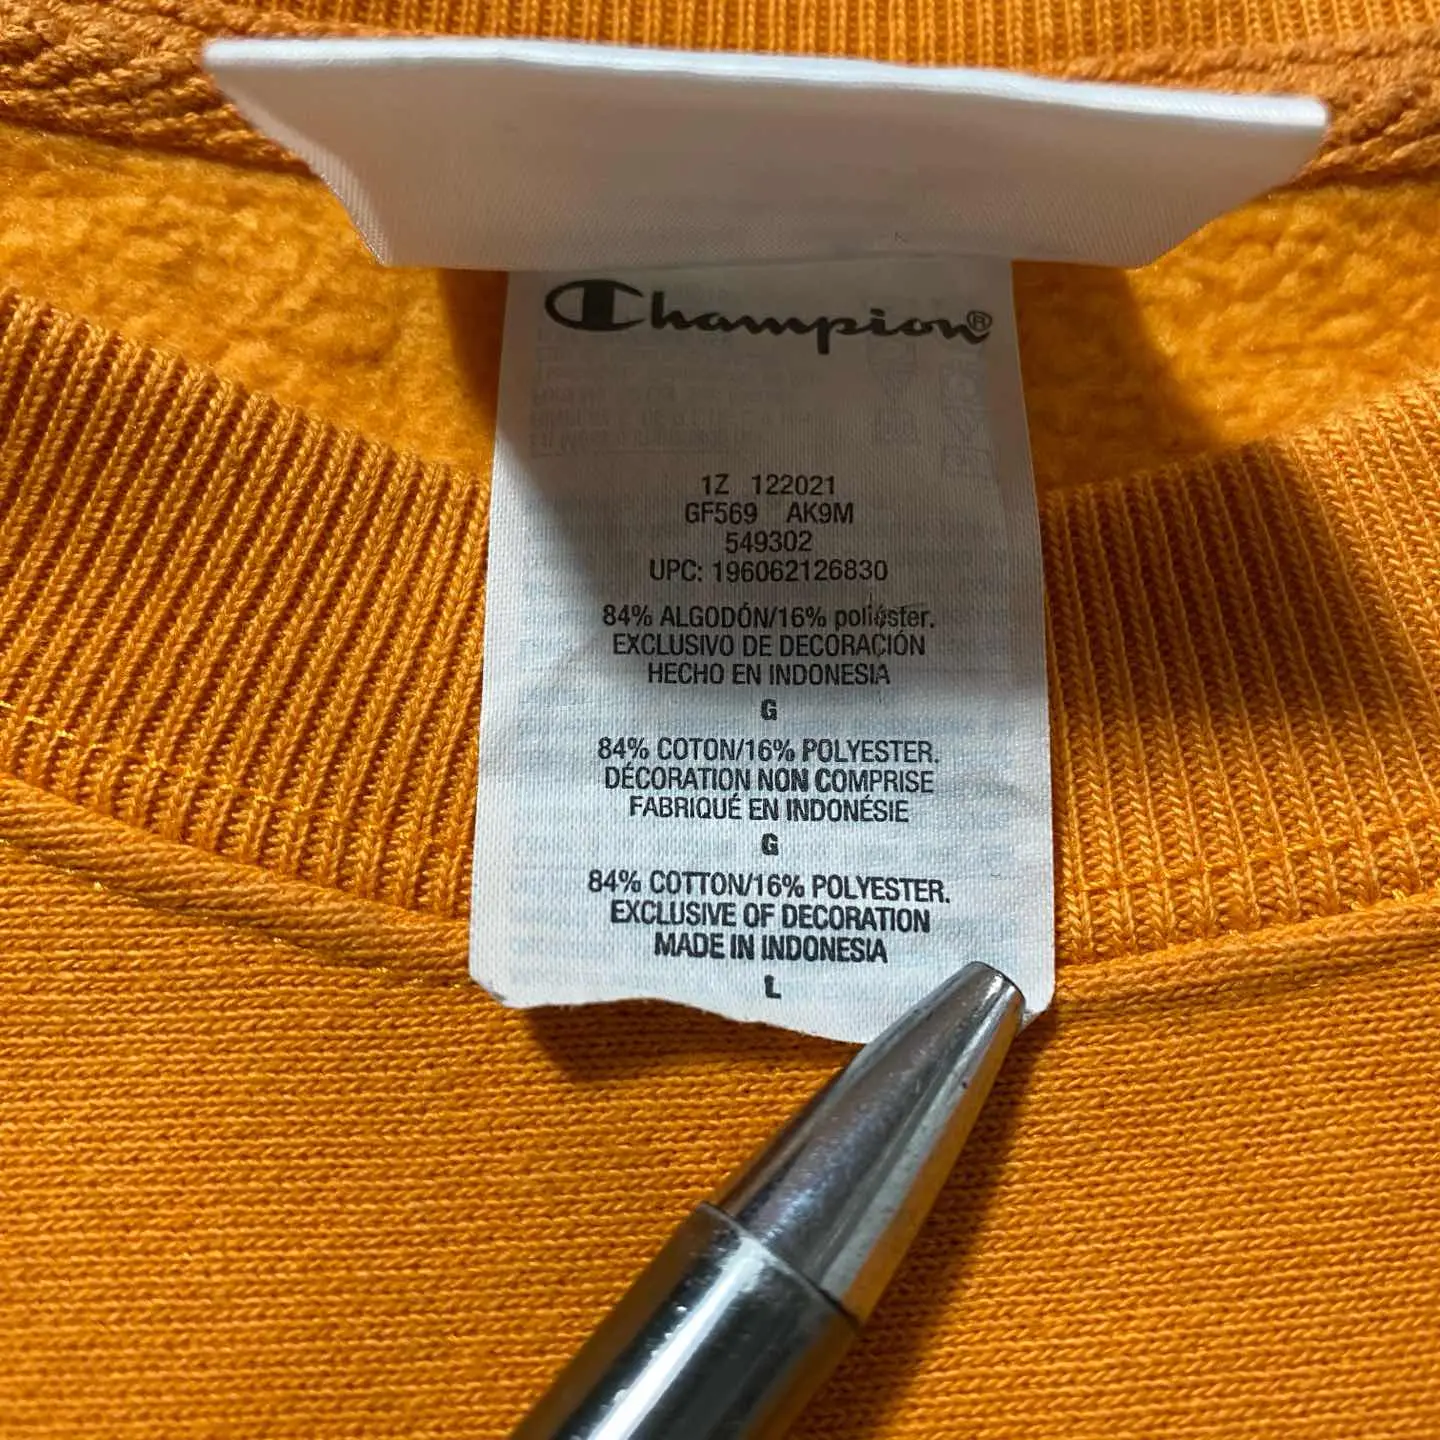 Champion®
1Z 122021
GF569 AK9M
549302
UPC: 196062126830
84% ALGODÓN/16% poliéster.
EXCLUSIVO DE DECORACIÓN
HECHO EN INDONESIA
G
84% COTON/16% POLYESTER.
DÉCORATION NON COMPRISE
FABRIQUÉ EN INDONÉSIE
G
84% COTTON/16% POLYESTER.
EXCLUSIVE OF DECORATION
MADE IN INDONESIA
L